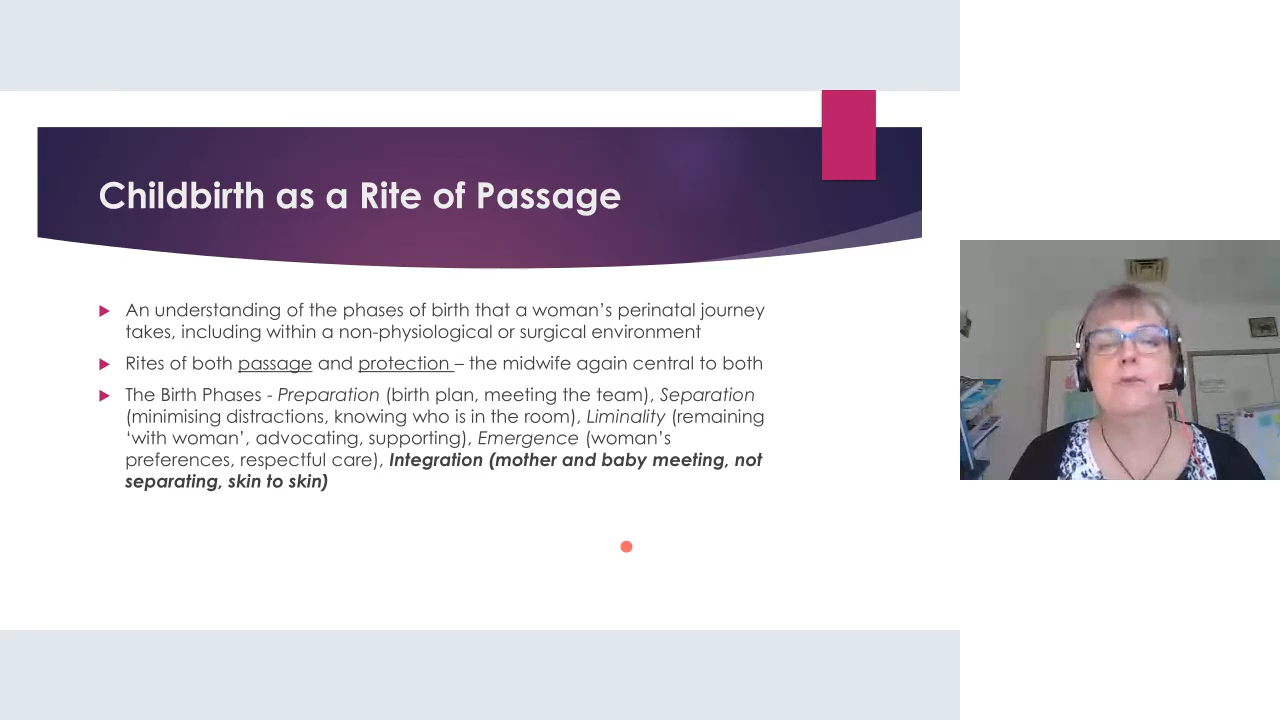 Childbirth as a Rite of Passage
An understanding of the phases of birth that a woman’s perinatal journey
takes, including within a non-physiological or surgical environment
Rites of both passage and protection – the midwife again central to both
The Birth Phases - Preparation (birth plan, meeting the team), Separation
(minimising distractions, knowing who is in the room), Liminality (remaining
‘with woman’, advocating, supporting), Emergence (woman’s
preferences, respectful care), Integration (mother and baby meeting, not
separating, skin to skin)